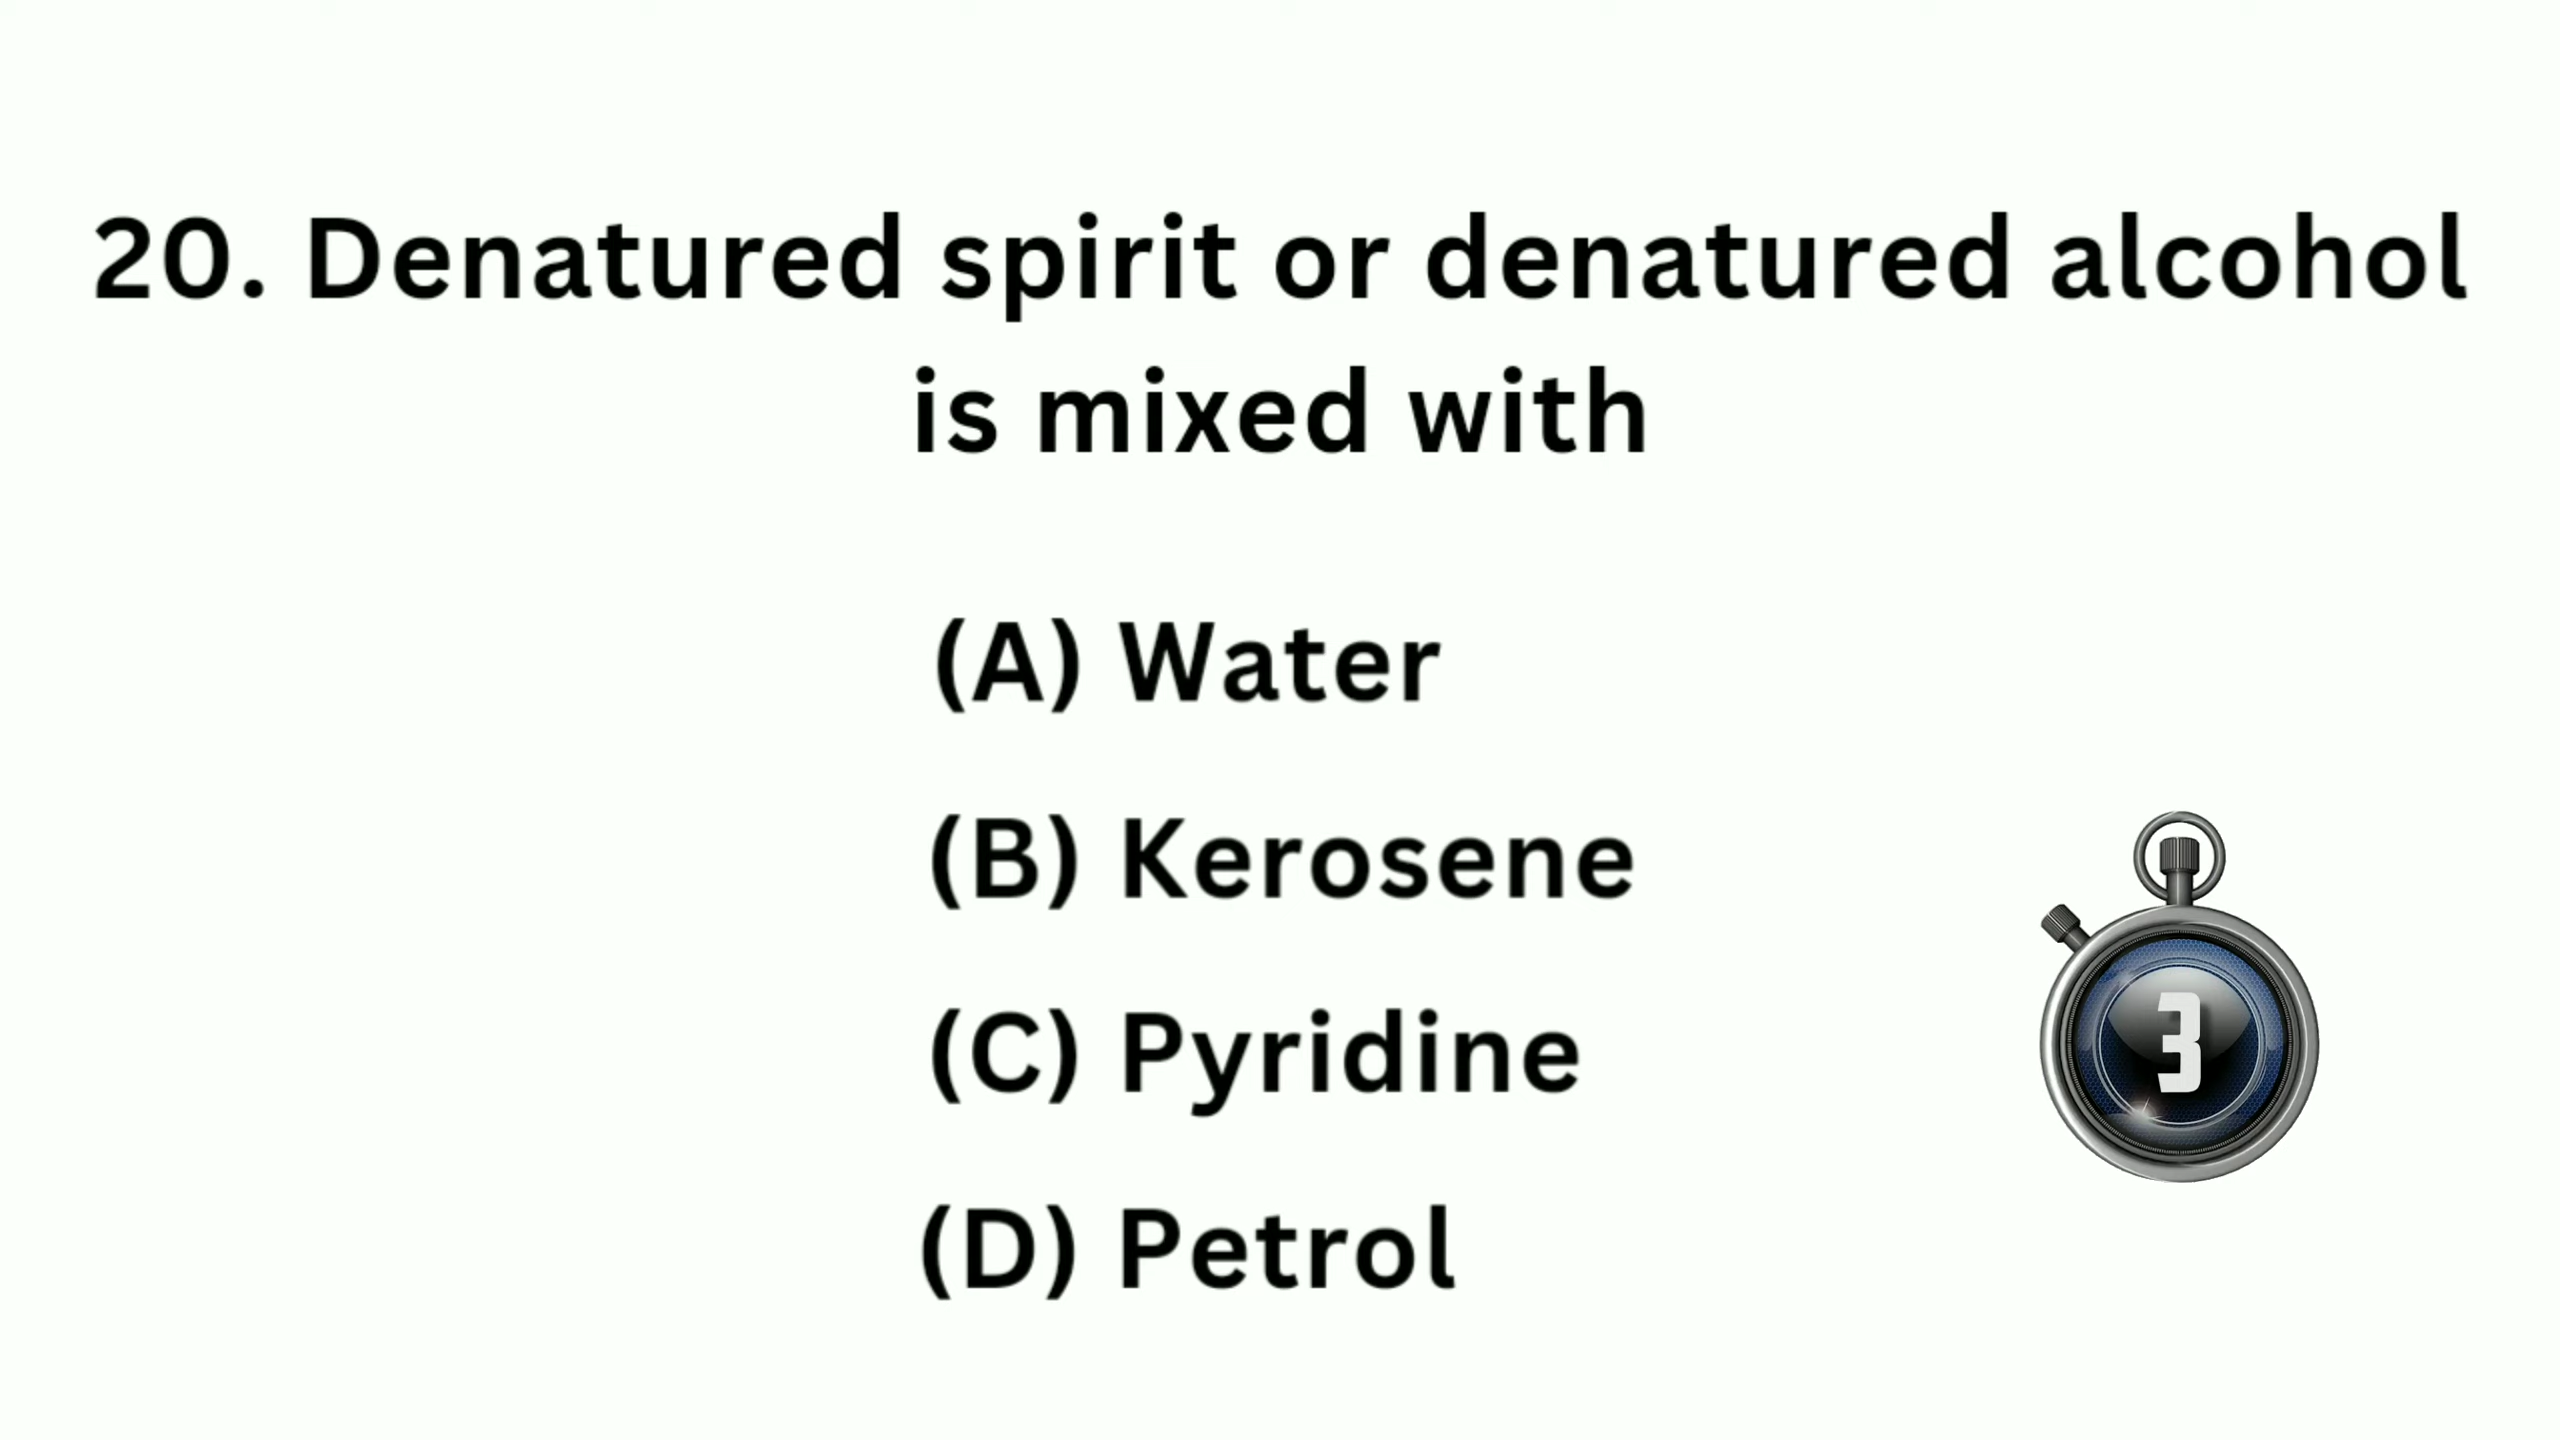 20. Denatured spirit or denatured alcohol
is mixed with
(A) Water
(B) Kerosene
(C) Pyridine
(D) Petrol
3